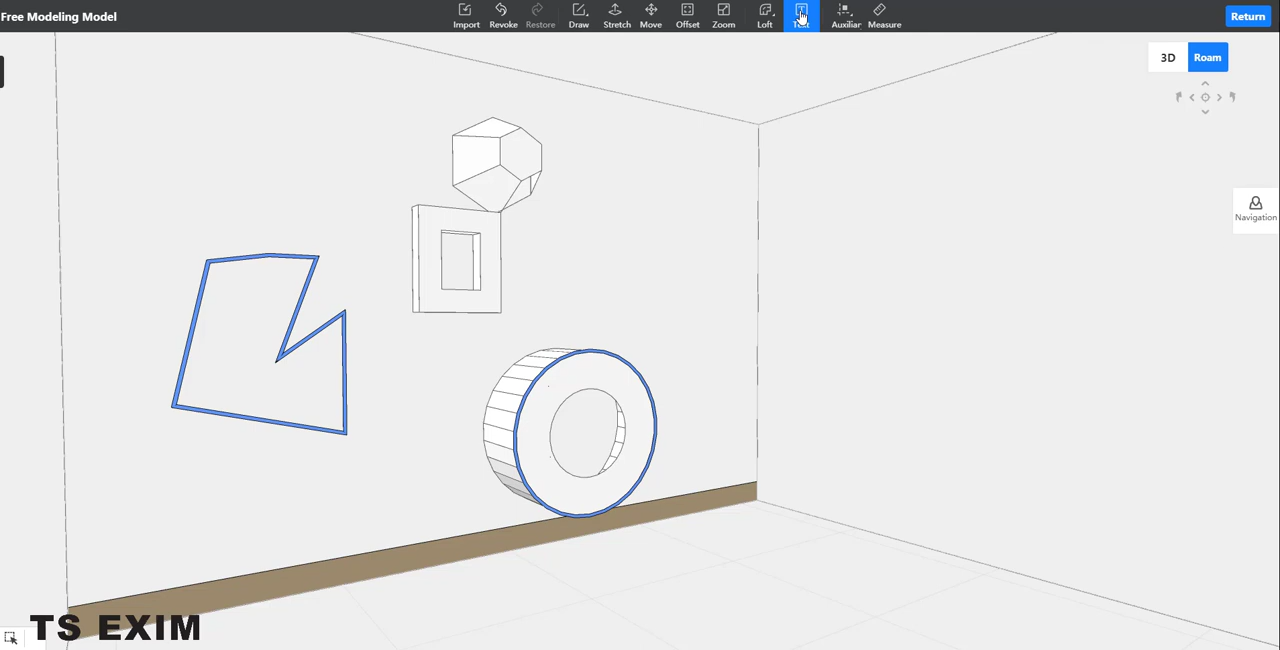 Free Modeling Model
Import
Revoke
Restore
Draw
Stretch
Move
Offset
Zoom
Loft
Auxiliar
Measure
Return
3D
Roam
Navigation
TS EXIM